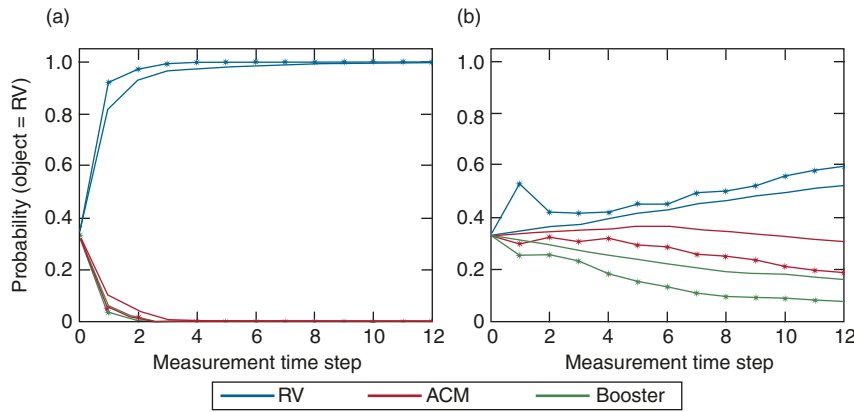 (a)
(b)
Probability (object = RV)
1.0
0.8
0.6
0.4
0.2
0
0 2 4 6 8 10 12
Measurement time step
1.0
0.8
0.6
0.4
0.2
0
0 2 4 6 8 10 12
Measurement time step
RV ACM Booster